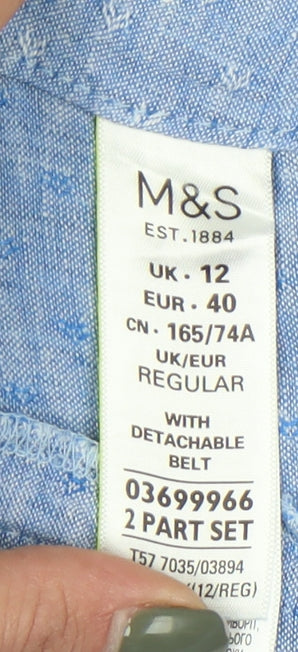 M&S
EST. 1884
UK · 12
EUR · 40
CN · 165/74A
UK/EUR
REGULAR
WITH
DETACHABLE
BELT
03699966
2 PART SET
T57 7035/03894
(12/REG)